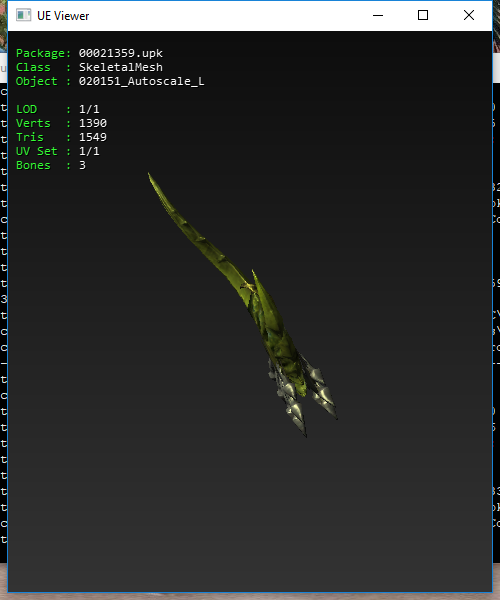 UE Viewer
Package: 00021359.upk
Class : SkeletalMesh
Object : 020151_Autoscale_L
LOD : 1/1
Verts : 1390
Tris : 1549
UV Set : 1/1
Bones : 3